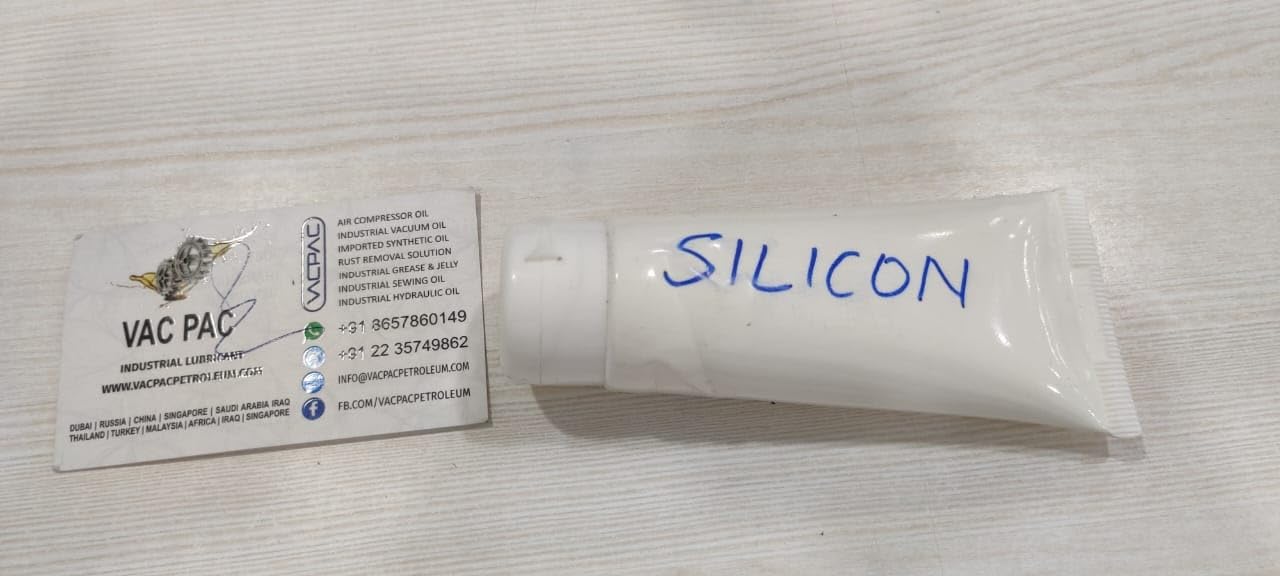 VAC PAC
INDUSTRIAL LUBRICANT
WWW.VACPACPETROLEUM.COM
DUBAI | RUSSIA | CHINA | SINGAPORE | SAUDI ARABIA IRAQ
THAILAND | TURKEY | MALAYSIA | AFRICA | IRAQ | SINGAPORE
VACPAC
AIR COMPRESSOR OIL
INDUSTRIAL VACUUM OIL
IMPORTED SYNTHETIC OIL
RUST REMOVAL SOLUTION
INDUSTRIAL GREASE & JELLY
INDUSTRIAL SEWING OIL
INDUSTRIAL HYDRAULIC OIL
+91 8657860149
+91 22 35749862
INFO@VACPACPETROLEUM.COM
FB.COM/VACPACPETROLEUM
SILICON